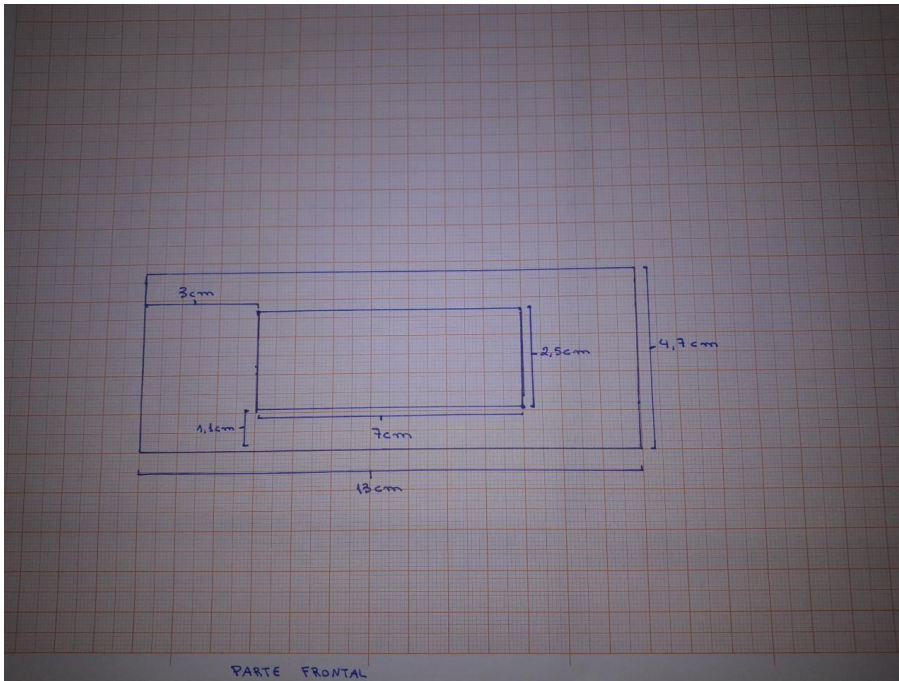 3cm
2,5cm
4,7cm
1,1cm
7cm
13cm
PARTE FRONTAL